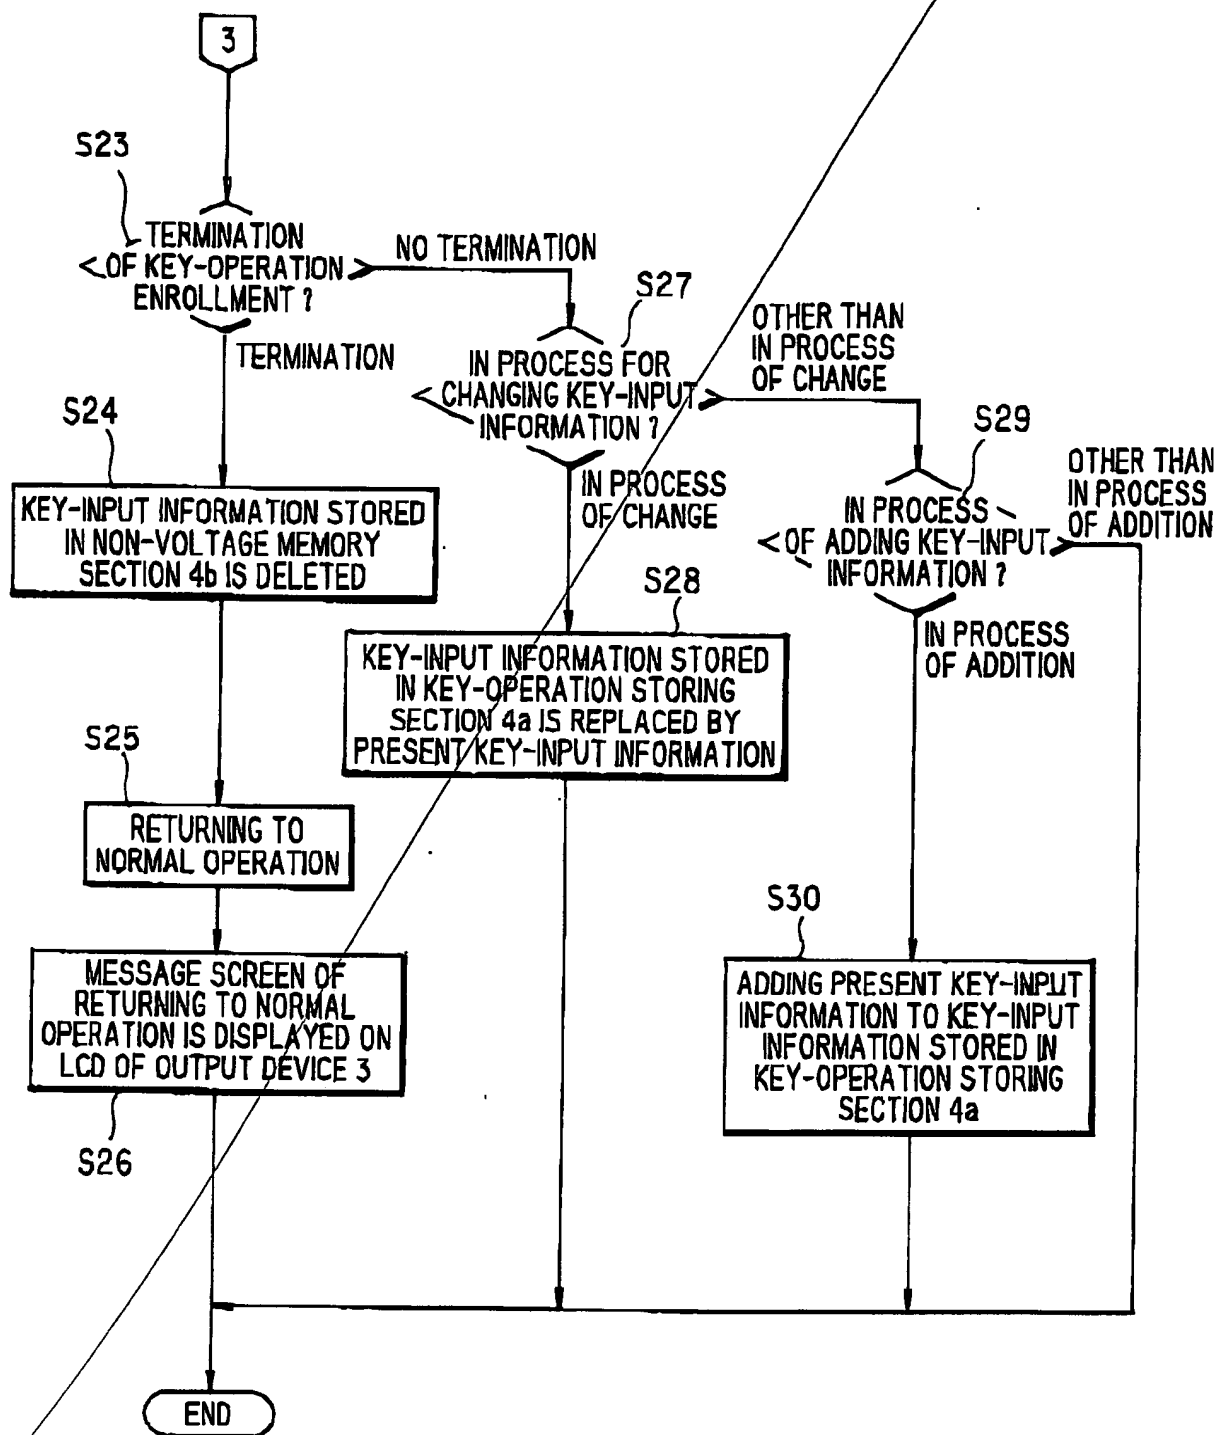 3
S23
TERMINATION
OF KEY-OPERATION
ENROLLMENT ?
NO TERMINATION
TERMINATION
S27
IN PROCESS FOR
CHANGING KEY-INPUT
INFORMATION ?
OTHER THAN
IN PROCESS
OF CHANGE
IN PROCESS
OF CHANGE
S29
IN PROCESS
OF ADDING KEY-INPUT
INFORMATION ?
OTHER THAN
IN PROCESS
OF ADDITION
IN PROCESS
OF ADDITION
S24
KEY-INPUT INFORMATION STORED
IN NON-VOLTAGE MEMORY
SECTION 4b IS DELETED
S28
KEY-INPUT INFORMATION STORED
IN KEY-OPERATION STORING
SECTION 4a IS REPLACED BY
PRESENT KEY-INPUT INFORMATION
S25
RETURNING TO
NORMAL OPERATION
S30
ADDING PRESENT KEY-INPUT
INFORMATION TO KEY-INPUT
INFORMATION STORED IN
KEY-OPERATION STORING
SECTION 4a
MESSAGE SCREEN OF
RETURNING TO NORMAL
OPERATION IS DISPLAYED ON
LCD OF OUTPUT DEVICE 3
S26
END